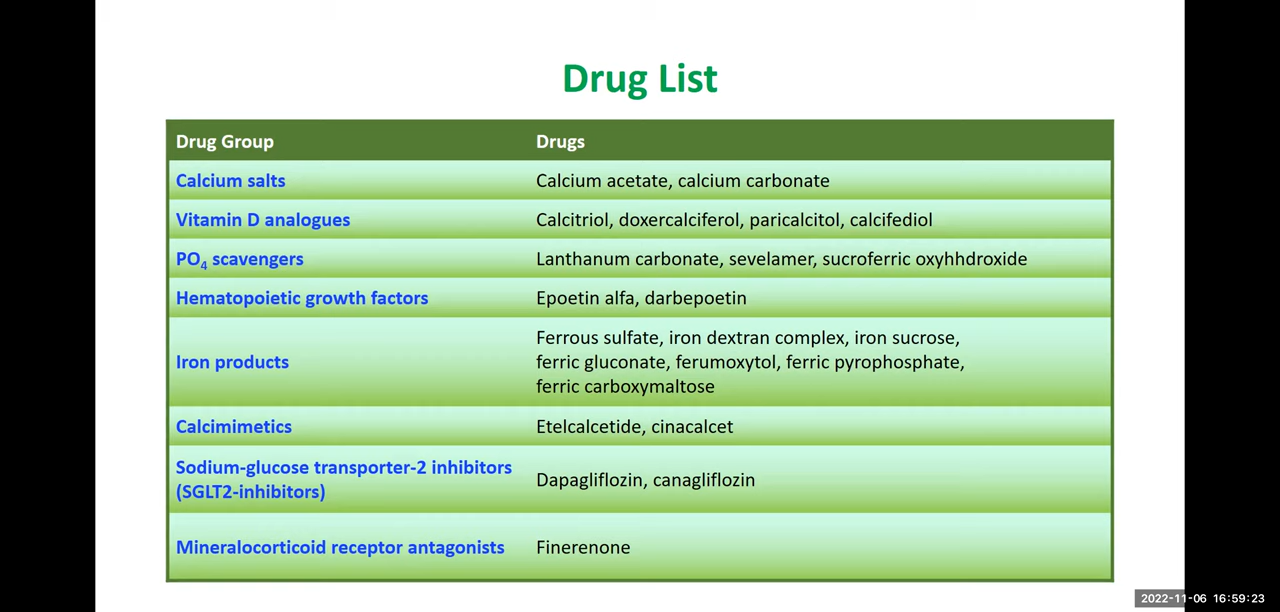 Drug List
Drug Group Drugs
Calcium salts Calcium acetate, calcium carbonate
Vitamin D analogues Calcitriol, doxercalciferol, paricalcitol, calcifediol
PO4 scavengers Lanthanum carbonate, sevelamer, sucroferric oxyhhdroxide
Hematopoietic growth factors Epoetin alfa, darbepoetin
Iron products Ferrous sulfate, iron dextran complex, iron sucrose,
ferric gluconate, ferumoxytol, ferric pyrophosphate,
ferric carboxymaltose
Calcimimetics Etelcalcetide, cinacalcet
Sodium-glucose transporter-2 inhibitors
(SGLT2-inhibitors) Dapagliflozin, canagliflozin
Mineralocorticoid receptor antagonists Finerenone
2022-11-06 16:59:23